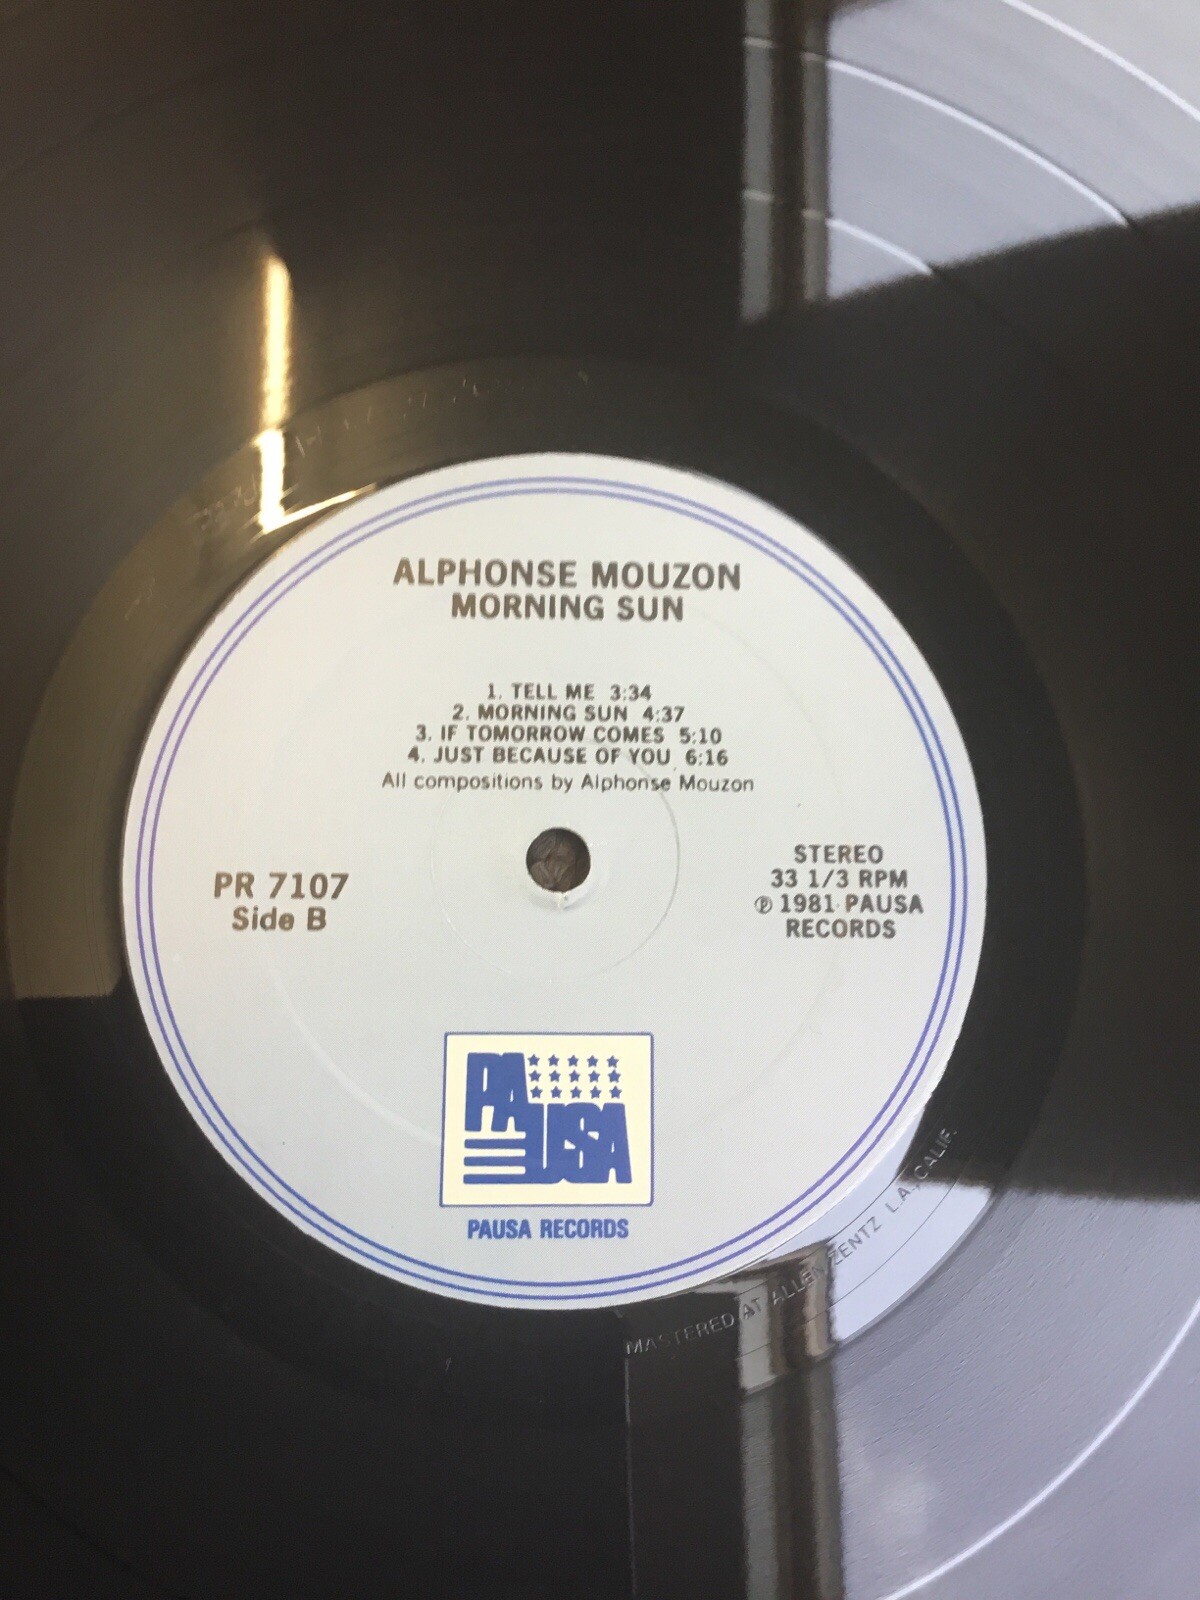 ALPHONSE MOUZON
MORNING SUN
1. TELL ME 3:34
2. MORNING SUN 4:37
3. IF TOMORROW COMES 5:10
4. JUST BECAUSE OF YOU 6:16
All compositions by Alphonse Mouzon
PR 7107
Side B
STEREO
33 1/3 RPM
℗ 1981 PAUSA
RECORDS
PAUSA
PAUSA RECORDS
MASTERED AT ALLEN ZENTZ L.A., CALIF.